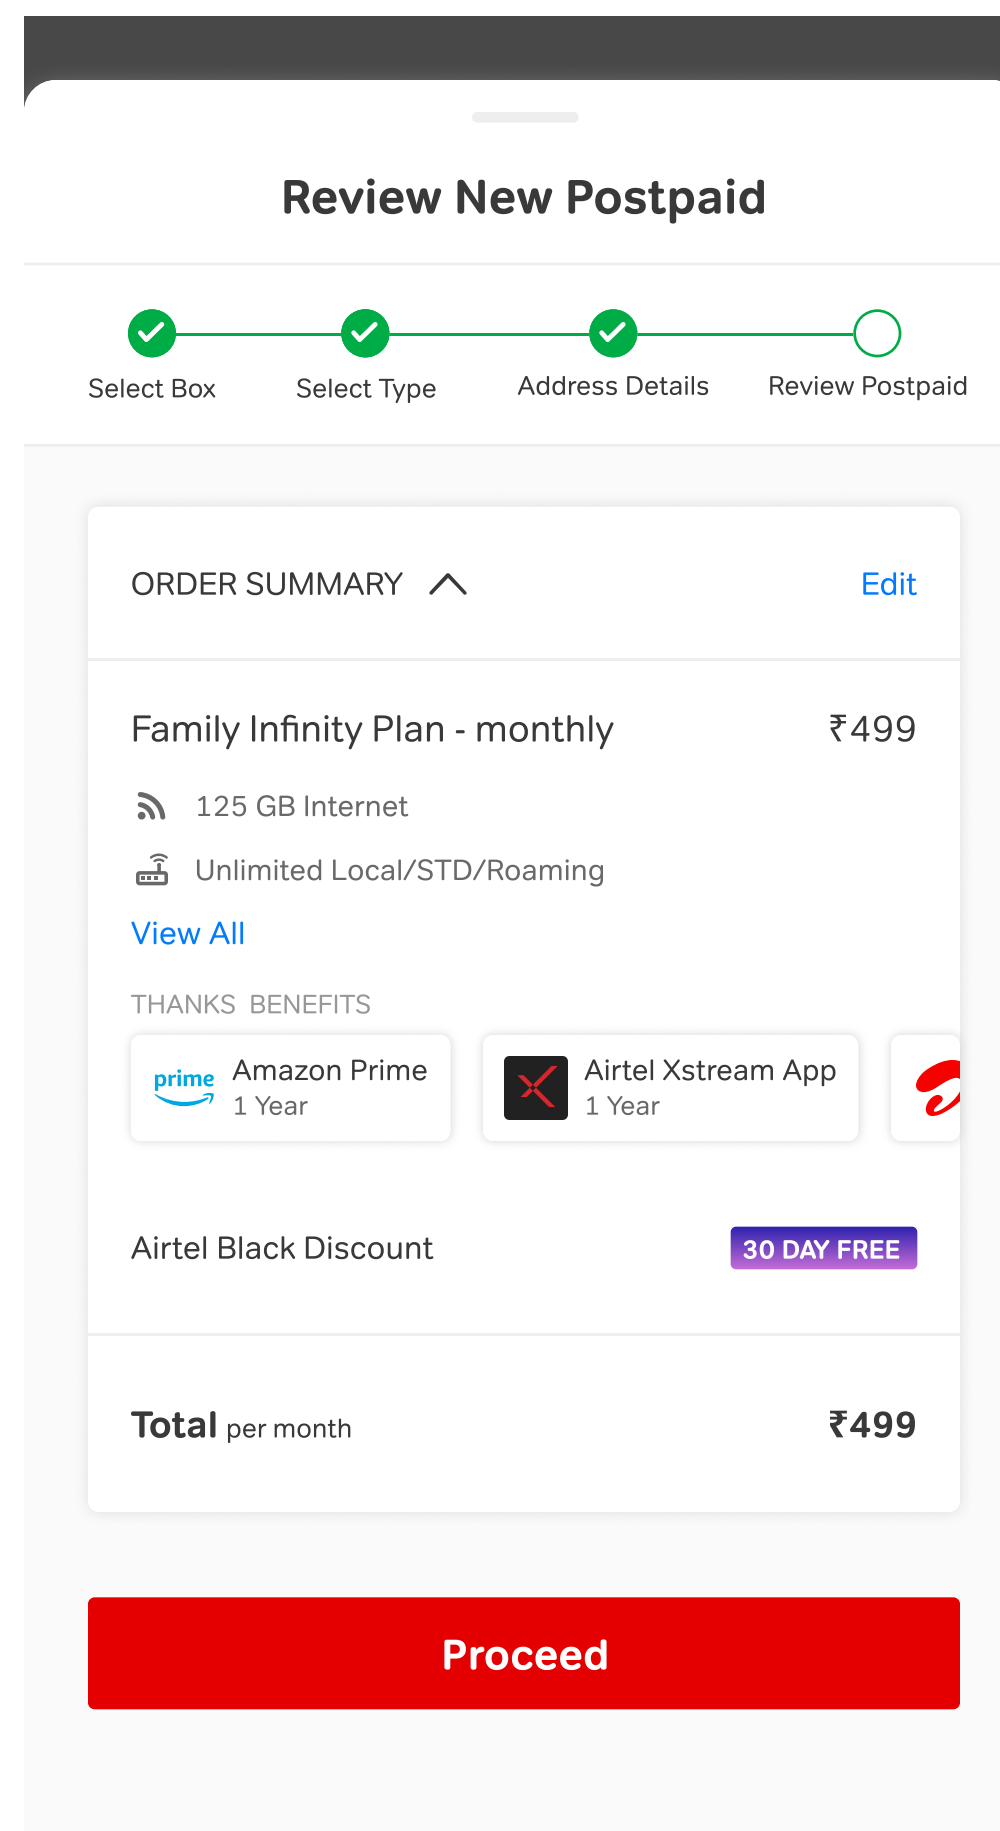 Review New Postpaid
Select Box
Select Type
Address Details
Review Postpaid
ORDER SUMMARY
Edit
Family Infinity Plan - monthly
₹499
125 GB Internet
Unlimited Local/STD/Roaming
View All
THANKS BENEFITS
prime
Amazon Prime
1 Year
Airtel Xstream App
1 Year
Airtel Black Discount
30 DAY FREE
Total per month
₹499
Proceed